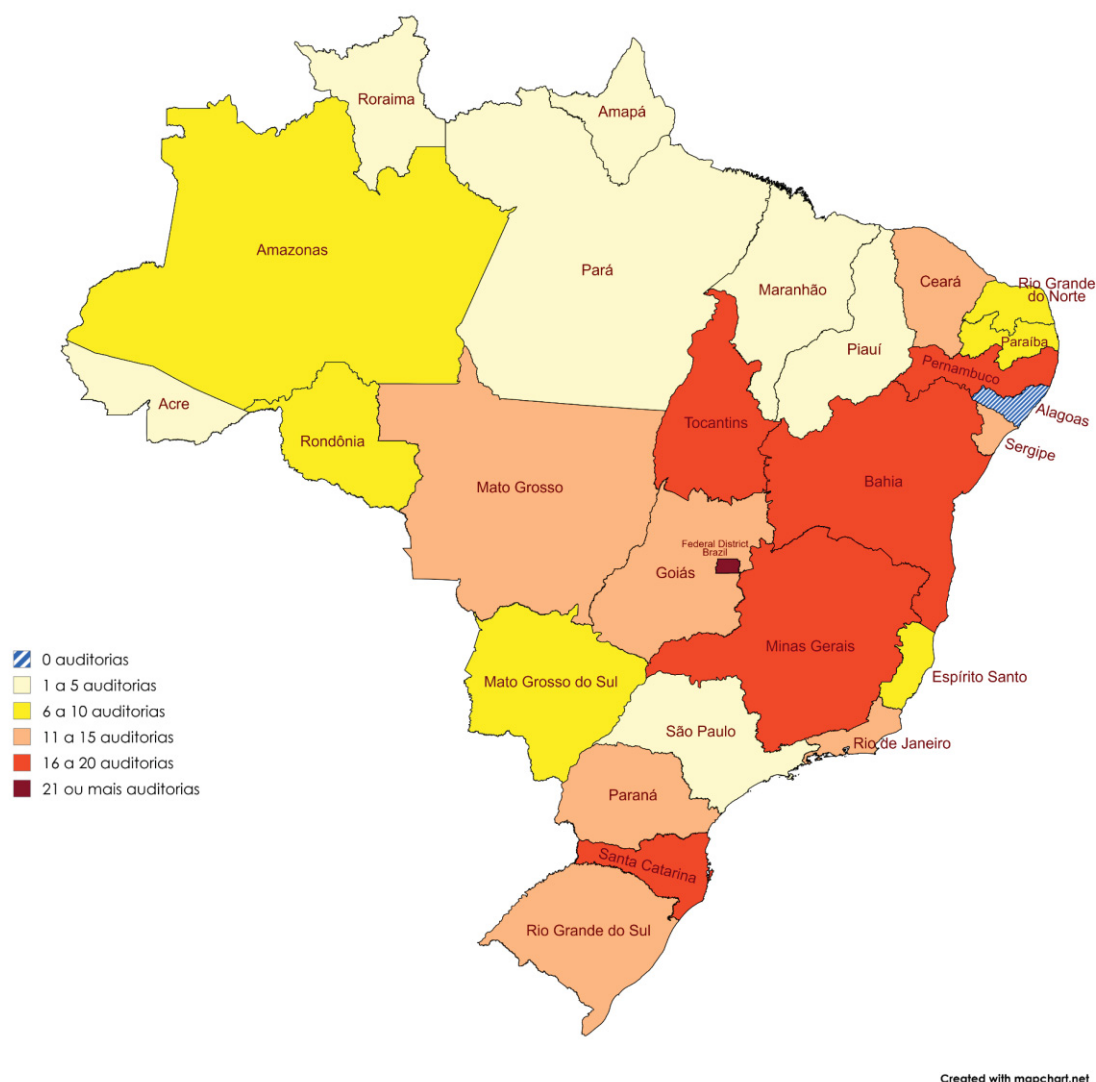 Roraima
Amapá
Amazonas
Pará
Maranhão
Ceará
Rio Grande
do Norte
Paraíba
Piauí
Pernambuco
Acre
Alagoas
Tocantins
Rondônia
Sergipe
Bahia
Mato Grosso
Federal District
Brazil
Goiás
Minas Gerais
Espírito Santo
Mato Grosso do Sul
São Paulo
Rio de Janeiro
Paraná
Santa Catarina
Rio Grande do Sul
0 auditorias
1 a 5 auditorias
6 a 10 auditorias
11 a 15 auditorias
16 a 20 auditorias
21 ou mais auditorias
Created with mapchart.net